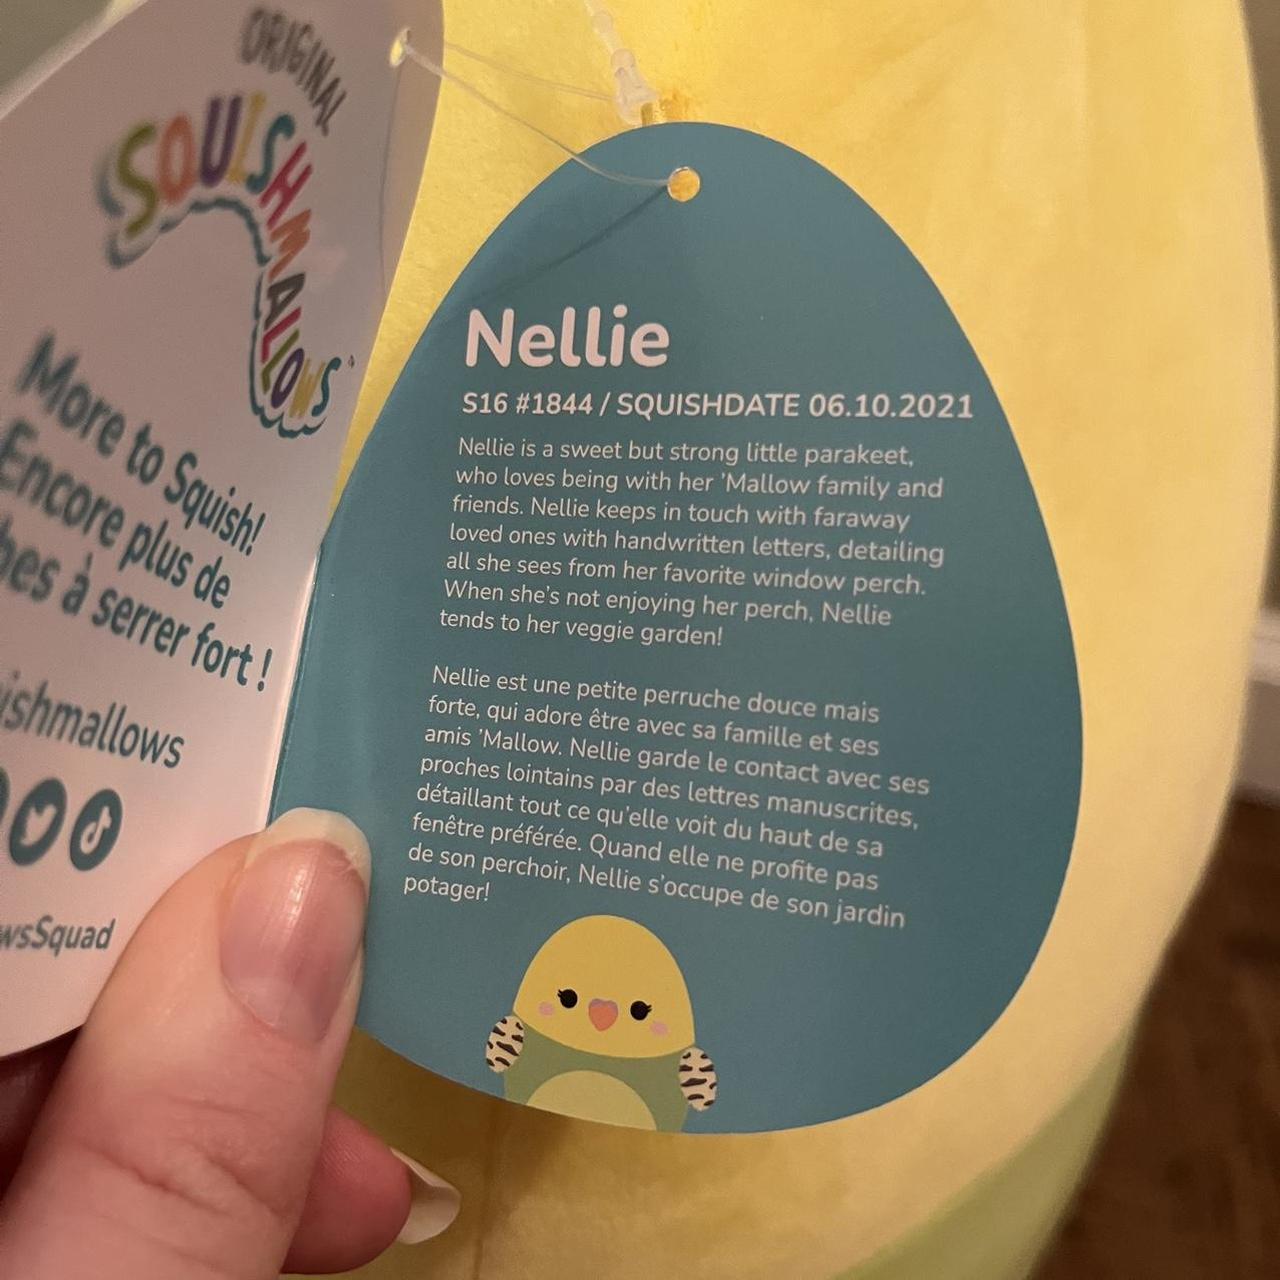 ORIGINAL
SQUISHMALLOWS
More to Squish!
Encore plus de
à serrer fort !
Nellie
S16 #1844 / SQUISHDATE 06.10.2021
Nellie is a sweet but strong little parakeet,
who loves being with her 'Mallow family and
friends. Nellie keeps in touch with faraway
loved ones with handwritten letters, detailing
all she sees from her favorite window perch.
When she's not enjoying her perch, Nellie
tends to her veggie garden!
Nellie est une petite perruche douce mais
forte, qui adore être avec sa famille et ses
amis 'Mallow. Nellie garde le contact avec ses
proches lointains par des lettres manuscrites,
détaillant tout ce qu'elle voit du haut de sa
fenêtre préférée. Quand elle ne profite pas
de son perchoir, Nellie s'occupe de son jardin
potager!